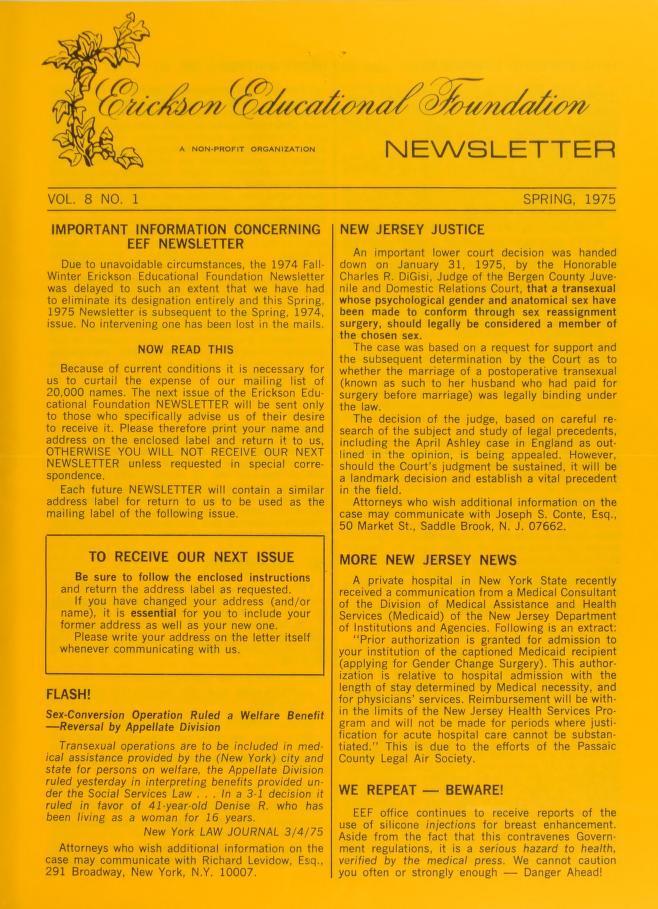 Erickson Educational Foundation
A NON-PROFIT ORGANIZATION
NEWSLETTER
VOL. 8 NO. 1
SPRING, 1975
IMPORTANT INFORMATION CONCERNING
EEF NEWSLETTER
Due to unavoidable circumstances, the 1974 Fall-
Winter Erickson Educational Foundation Newsletter
was delayed to such an extent that we have had
to eliminate its designation entirely and this Spring,
1975 Newsletter is subsequent to the Spring, 1974,
issue. No intervening one has been lost in the mails.
NOW READ THIS
Because of current conditions it is necessary for
us to curtail the expense of our mailing list of
20,000 names. The next issue of the Erickson Edu-
cational Foundation NEWSLETTER will be sent only
to those who specifically advise us of their desire
to receive it. Please therefore print your name and
address on the enclosed label and return it to us,
OTHERWISE YOU WILL NOT RECEIVE OUR NEXT
NEWSLETTER unless requested in special corre-
spondence.
Each future NEWSLETTER will contain a similar
address label for return to us to be used as the
mailing label of the following issue.
TO RECEIVE OUR NEXT ISSUE
Be sure to follow the enclosed instructions
and return the address label as requested.
If you have changed your address (and/or
name), it is essential for you to include your
former address as well as your new one.
Please write your address on the letter itself
whenever communicating with us.
FLASH!
Sex-Conversion Operation Ruled a Welfare Benefit
—Reversal by Appellate Division
Transexual operations are to be included in med-
ical assistance provided by the (New York) city and
state for persons on welfare, the Appellate Division
ruled yesterday in interpreting benefits provided un-
der the Social Services Law . . . In a 3-1 decision it
ruled in favor of 41-year-old Denise R. who has
been living as a woman for 16 years.
New York LAW JOURNAL 3/4/75
Attorneys who wish additional information on the
case may communicate with Richard Levidow, Esq.,
291 Broadway, New York, N.Y. 10007.
NEW JERSEY JUSTICE
An important lower court decision was handed
down on January 31, 1975, by the Honorable
Charles R. DiGisi, Judge of the Bergen County Juve-
nile and Domestic Relations Court, that a transexual
whose psychological gender and anatomical sex have
been made to conform through sex reassignment
surgery, should legally be considered a member of
the chosen sex.
The case was based on a request for support and
the subsequent determination by the Court as to
whether the marriage of a postoperative transexual
(known as such to her husband who had paid for
surgery before marriage) was legally binding under
the law.
The decision of the judge, based on careful re-
search of the subject and study of legal precedents,
including the April Ashley case in England as out-
lined in the opinion, is being appealed. However,
should the Court's judgment be sustained, it will be
a landmark decision and establish a vital precedent
in the field.
Attorneys who wish additional information on the
case may communicate with Joseph S. Conte, Esq.,
50 Market St., Saddle Brook, N. J. 07662.
MORE NEW JERSEY NEWS
A private hospital in New York State recently
received a communication from a Medical Consultant
of the Division of Medical Assistance and Health
Services (Medicaid) of the New Jersey Department
of Institutions and Agencies. Following is an extract:
"Prior authorization is granted for admission to
your institution of the captioned Medicaid recipient
(applying for Gender Change Surgery). This author-
ization is relative to hospital admission with the
length of stay determined by Medical necessity, and
for physicians' services. Reimbursement will be with-
in the limits of the New Jersey Health Services Pro-
gram and will not be made for periods where justi-
fication for acute hospital care cannot be substan-
tiated." This is due to the efforts of the Passaic
County Legal Air Society.
WE REPEAT — BEWARE!
EEF office continues to receive reports of the
use of silicone injections for breast enhancement.
Aside from the fact that this contravenes Govern-
ment regulations, it is a serious hazard to health,
verified by the medical press. We cannot caution
you often or strongly enough — Danger Ahead!